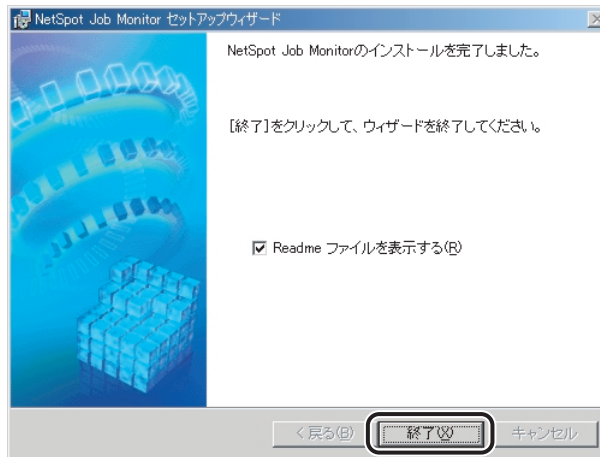 NetSpot Job Monitor セットアップウィザード
NetSpot Job Monitorのインストールを完了しました。
[終了]をクリックして、ウィザードを終了してください。
Readme ファイルを表示する(R)
< 戻る(B)
終了(X)
キャンセル